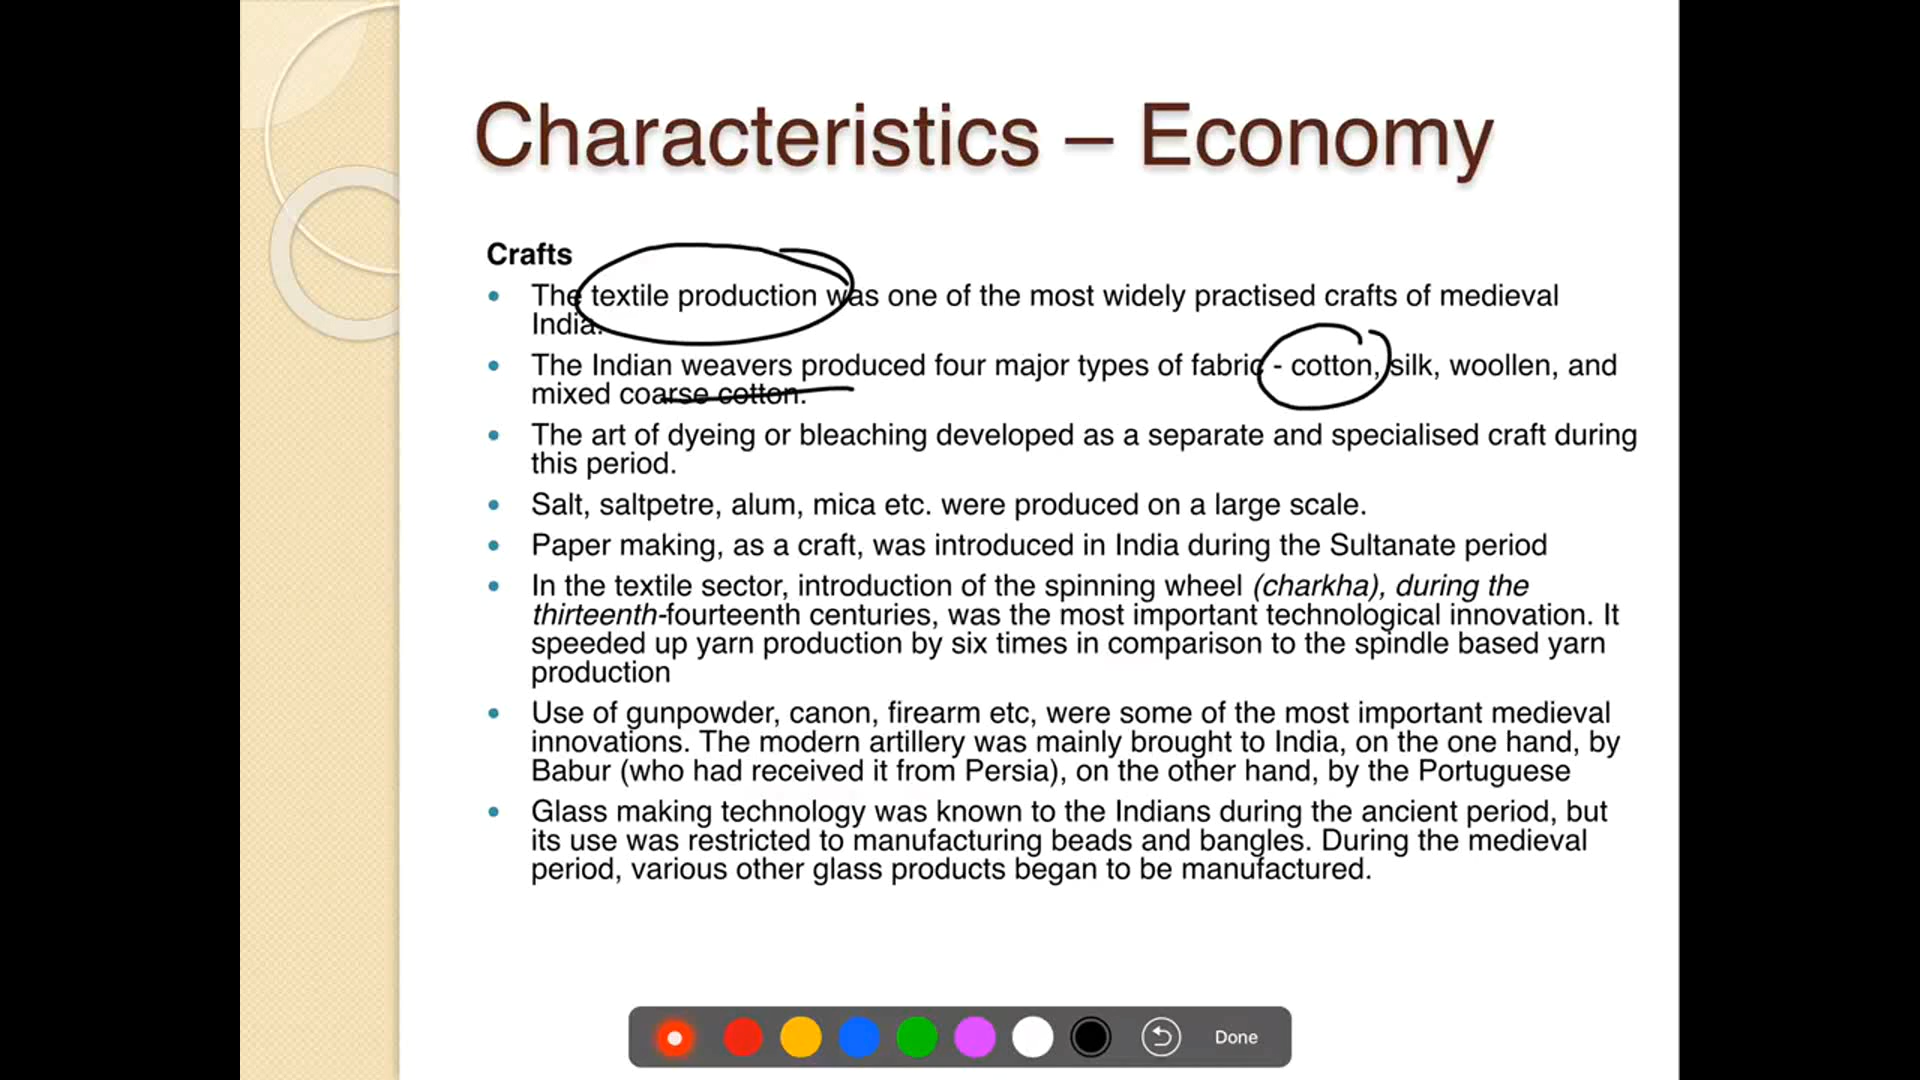 Characteristics – Economy
Crafts
• The textile production was one of the most widely practised crafts of medieval
India.
• The Indian weavers produced four major types of fabric - cotton, silk, woollen, and
mixed coarse cotton.
• The art of dyeing or bleaching developed as a separate and specialised craft during
this period.
• Salt, saltpetre, alum, mica etc. were produced on a large scale.
• Paper making, as a craft, was introduced in India during the Sultanate period
• In the textile sector, introduction of the spinning wheel (charkha), during the
thirteenth-fourteenth centuries, was the most important technological innovation. It
speeded up yarn production by six times in comparison to the spindle based yarn
production
• Use of gunpowder, canon, firearm etc, were some of the most important medieval
innovations. The modern artillery was mainly brought to India, on the one hand, by
Babur (who had received it from Persia), on the other hand, by the Portuguese
• Glass making technology was known to the Indians during the ancient period, but
its use was restricted to manufacturing beads and bangles. During the medieval
period, various other glass products began to be manufactured.
Done